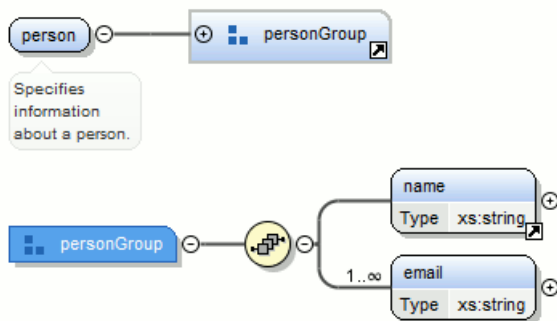 person
personGroup
Specifies
information
about a person.
name
Type xs:string
personGroup
1..∞
email
Type xs:string